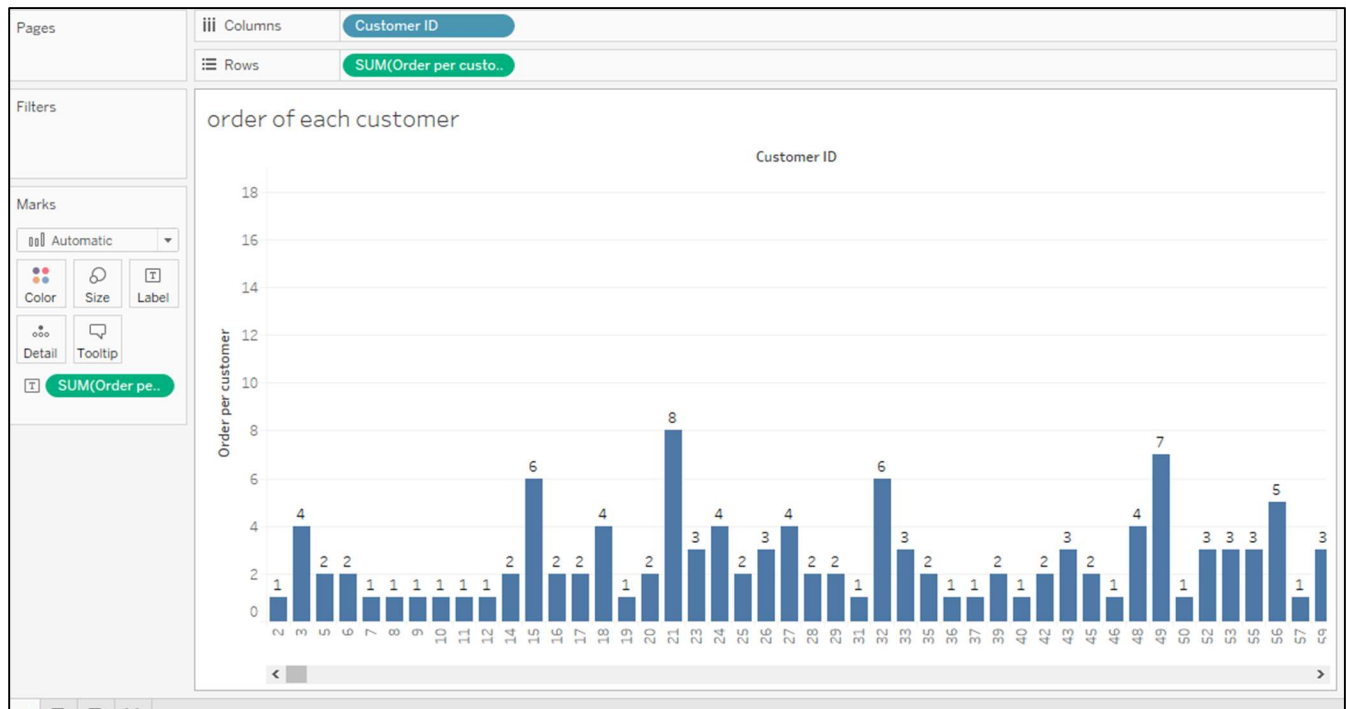 Pages
Columns
Customer ID
Rows
SUM(Order per custo..
Filters
order of each customer
Customer ID
Marks
Automatic
Color Size Label
Detail Tooltip
SUM(Order pe..
Order per customer
18
16
14
12
10
8
6
4
2
0
1 4 2 2 1 1 1 1 1 1 2 6 2 2 4 1 2 8 3 4 2 3 4 2 2 1 6 3 2 1 1 2 1 2 3 2 1 4 7 1 3 3 3 5 1 3
2 3 5 6 7 8 9 10 11 12 14 15 16 17 18 19 20 21 23 24 25 26 27 28 29 31 32 33 35 36 37 39 40 42 43 45 46 48 49 50 52 53 55 56 57 59